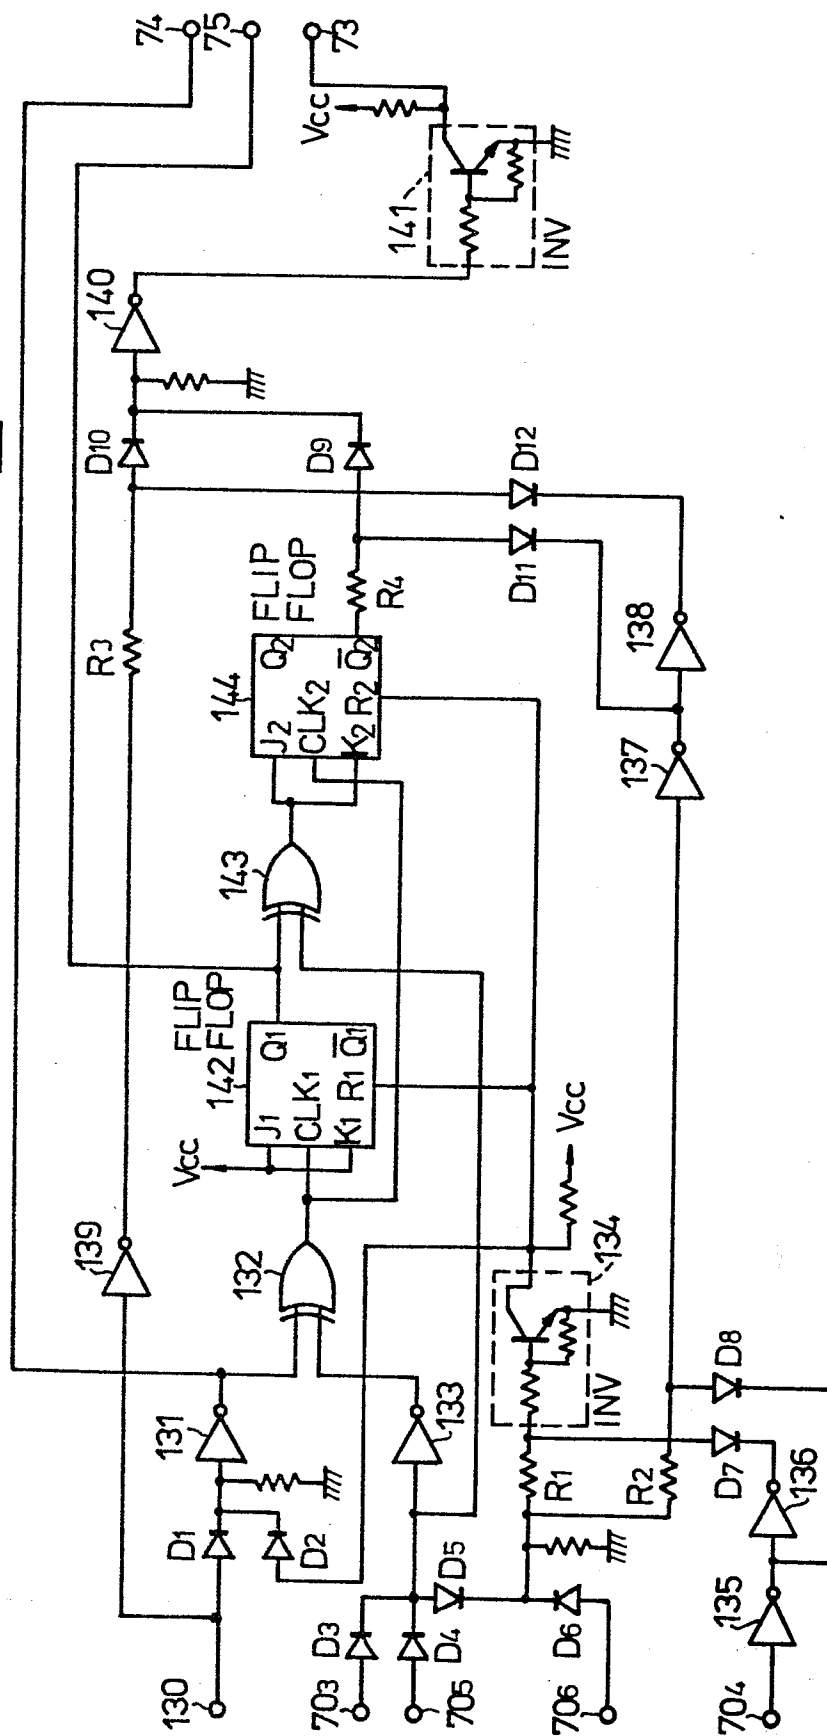 74
75
73
Vcc
141
INV
140
D10
D9
D12
D11
R3
FLIP
FLOP
R4
144
J2
Q2
CLK2
K2
R2
Q̅2
138
137
143
FLIP
FLOP
142
J1
Q1
CLK1
K1
R1
Q̅1
Vcc
Vcc
139
132
134
INV
131
133
D8
D7
R1
R2
136
135
D1
D2
D3
D4
D5
D6
130
703
705
706
704